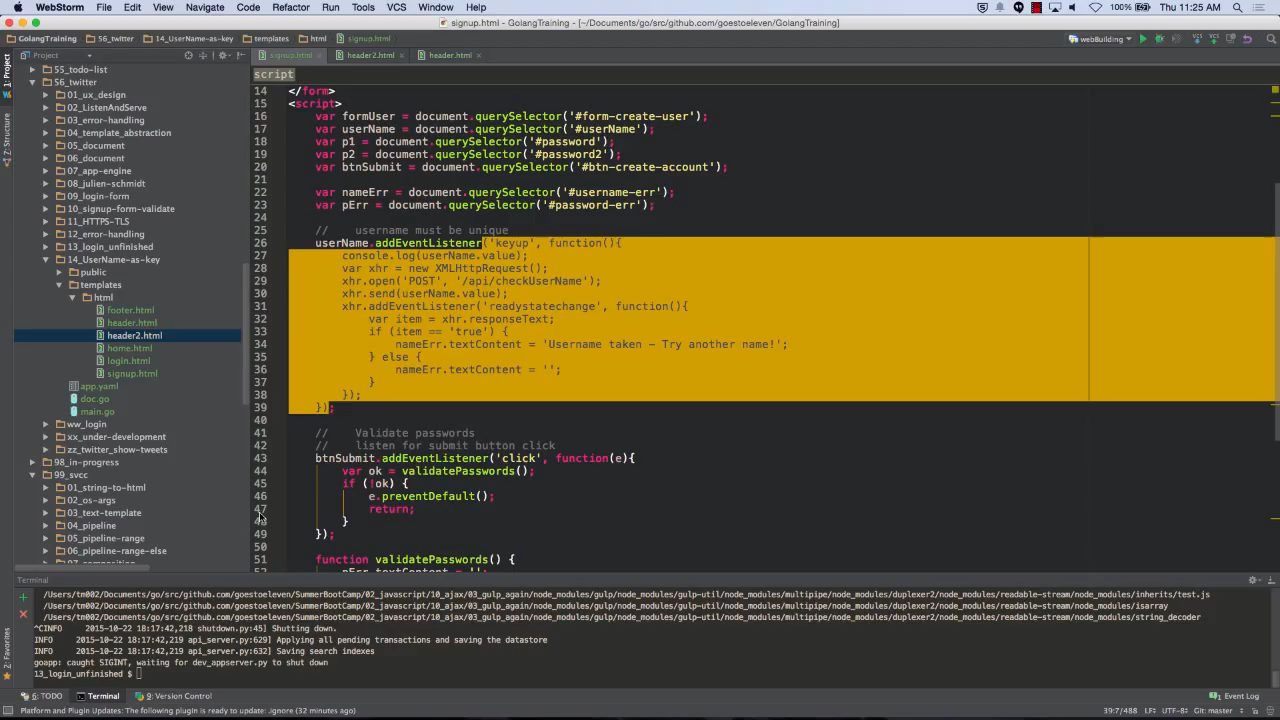 WebStorm File Edit View Navigate Code Refactor Run Tools VCS Window Help 100% Thu 11:25 AM
signup.html - GolangTraining - [~/Documents/go/src/github.com/goestoeleven/GolangTraining]
GolangTraining 56_twitter 14_UserName-as-key templates html signup.html webBuilding
Project signup.html header2.html header.html
script
55_todo-list
56_twitter
01_ux_design
02_ListenAndServe
03_error-handling
04_template_abstraction
05_document
06_document
07_app-engine
08_julien-schmidt
09_login-form
10_signup-form-validate
11_HTTPS-TLS
12_error-handling
13_login_unfinished
14_UserName-as-key
public
templates
html
footer.html
header.html
header2.html
home.html
login.html
signup.html
app.yaml
doc.go
main.go
ww_login
xx_under-development
zz_twitter_show-tweets
98_in-progress
99_svcc
01_string-to-html
02_os-args
03_text-template
04_pipeline
05_pipeline-range
06_pipeline-range-else
1: Project
7: Structure
2: Favorites
14 </form>
15 <script>
16 var formUser = document.querySelector('#form-create-user');
17 var userName = document.querySelector('#userName');
18 var p1 = document.querySelector('#password');
19 var p2 = document.querySelector('#password2');
20 var btnSubmit = document.querySelector('#btn-create-account');
21
22 var nameErr = document.querySelector('#username-err');
23 var pErr = document.querySelector('#password-err');
24
25 // username must be unique
26 userName.addEventListener('keyup', function(){
27 console.log(userName.value);
28 var xhr = new XMLHttpRequest();
29 xhr.open('POST', '/api/checkUserName');
30 xhr.send(userName.value);
31 xhr.addEventListener('readystatechange', function(){
32 var item = xhr.responseText;
33 if (item == 'true') {
34 nameErr.textContent = 'Username taken - Try another name!';
35 } else {
36 nameErr.textContent = '';
37 }
38 });
39 });
40
41 // Validate passwords
42 // listen for submit button click
43 btnSubmit.addEventListener('click', function(e){
44 var ok = validatePasswords();
45 if (!ok) {
46 e.preventDefault();
47 return;
48 }
49 });
50
51 function validatePasswords() {
52 pErr.textContent = '';
Terminal
/Users/tm002/Documents/go/src/github.com/goestoeleven/SummerBootCamp/02_javascript/10_ajax/03_gulp_again/node_modules/gulp/node_modules/gulp-util/node_modules/multipipe/node_modules/duplexer2/node_modules/readable-stream/node_modules/inherits/test.js
/Users/tm002/Documents/go/src/github.com/goestoeleven/SummerBootCamp/02_javascript/10_ajax/03_gulp_again/node_modules/gulp/node_modules/gulp-util/node_modules/multipipe/node_modules/duplexer2/node_modules/readable-stream/node_modules/isarray
/Users/tm002/Documents/go/src/github.com/goestoeleven/SummerBootCamp/02_javascript/10_ajax/03_gulp_again/node_modules/gulp/node_modules/gulp-util/node_modules/multipipe/node_modules/duplexer2/node_modules/readable-stream/node_modules/string_decoder
^CINFO 2015-10-22 18:17:42,218 shutdown.py:45] Shutting down.
INFO 2015-10-22 18:17:42,219 api_server.py:629] Applying all pending transactions and saving the datastore
INFO 2015-10-22 18:17:42,219 api_server.py:632] Saving search indexes
goapp: caught SIGINT, waiting for dev_appserver.py to shut down
13_login_unfinished $
6: TODO Terminal 9: Version Control 1 Event Log
Platform and Plugin Updates: The following plugin is ready to update: .ignore (32 minutes ago) 39:7/488 LF÷ UTF-8÷ Git: master